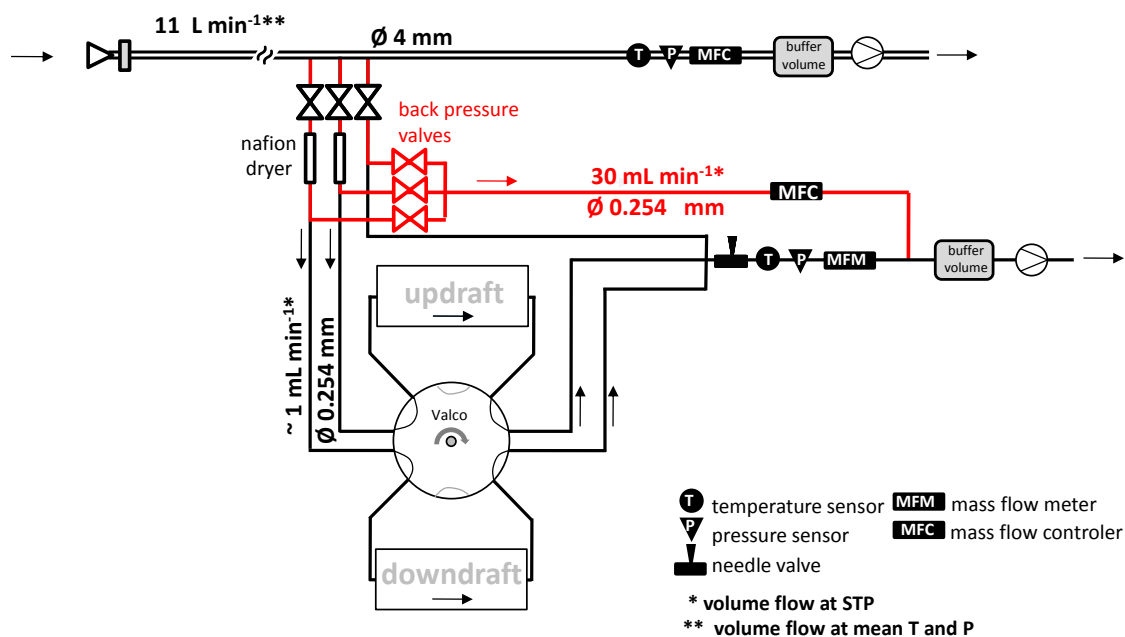 11 L min-1**
Ø 4 mm
T
P
MFC
buffer
volume
back pressure
valves
nafion
dryer
30 mL min-1*
Ø 0.254 mm
MFC
T
P
MFM
buffer
volume
updraft
~ 1 mL min-1*
Ø 0.254 mm
Valco
downdraft
T temperature sensor
MFM mass flow meter
P pressure sensor
MFC mass flow controler
needle valve
* volume flow at STP
** volume flow at mean T and P